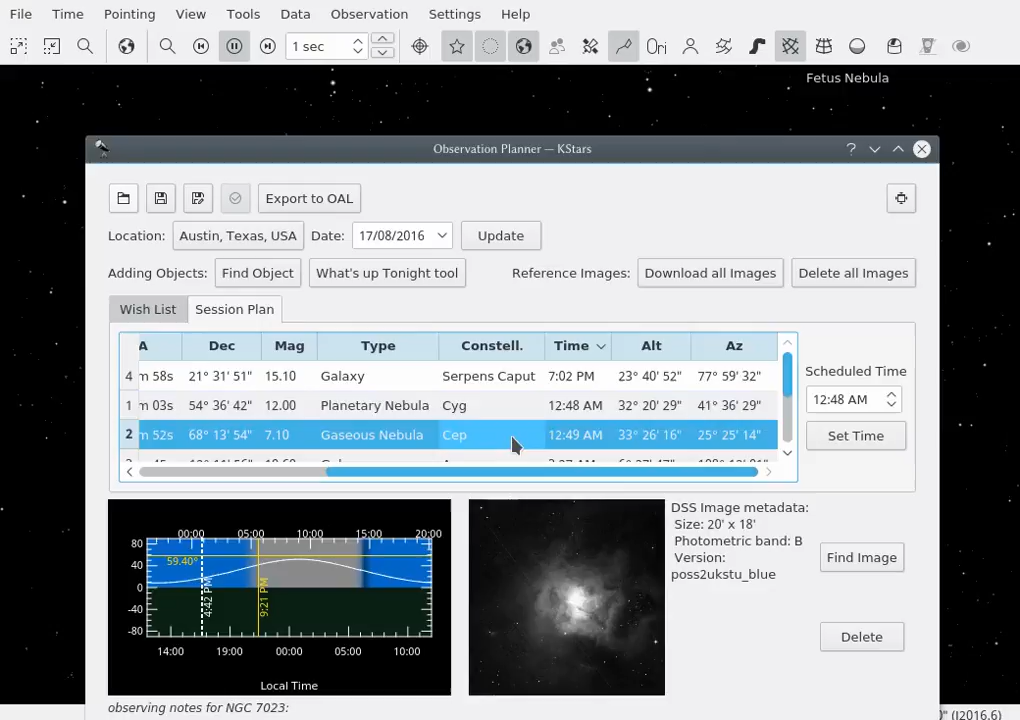 File Time Pointing View Tools Data Observation Settings Help
1 sec Ori
Fetus Nebula
Observation Planner — KStars ?
Export to OAL
Location: Austin, Texas, USA Date: 17/08/2016 Update
Adding Objects: Find Object What's up Tonight tool Reference Images: Download all Images Delete all Images
Wish List Session Plan
A Dec Mag Type Constell. Time Alt Az
4 m 58s 21° 31' 51" 15.10 Galaxy Serpens Caput 7:02 PM 23° 40' 52" 77° 59' 32"
1 m 03s 54° 36' 42" 12.00 Planetary Nebula Cyg 12:48 AM 32° 20' 29" 41° 36' 29"
2 m 52s 68° 13' 54" 7.10 Gaseous Nebula Cep 12:49 AM 33° 26' 16" 25° 25' 14"
Scheduled Time
12:48 AM
Set Time
00:00 05:00 10:00 15:00 20:00
80
59.40°
40
0
-40
-80
4:42 PM
9:21 PM
14:00 19:00 00:00 05:00 10:00
Local Time
DSS Image metadata:
Size: 20' x 18'
Photometric band: B
Version:
poss2ukstu_blue
Find Image
Delete
observing notes for NGC 7023:
0" (J2016.6)